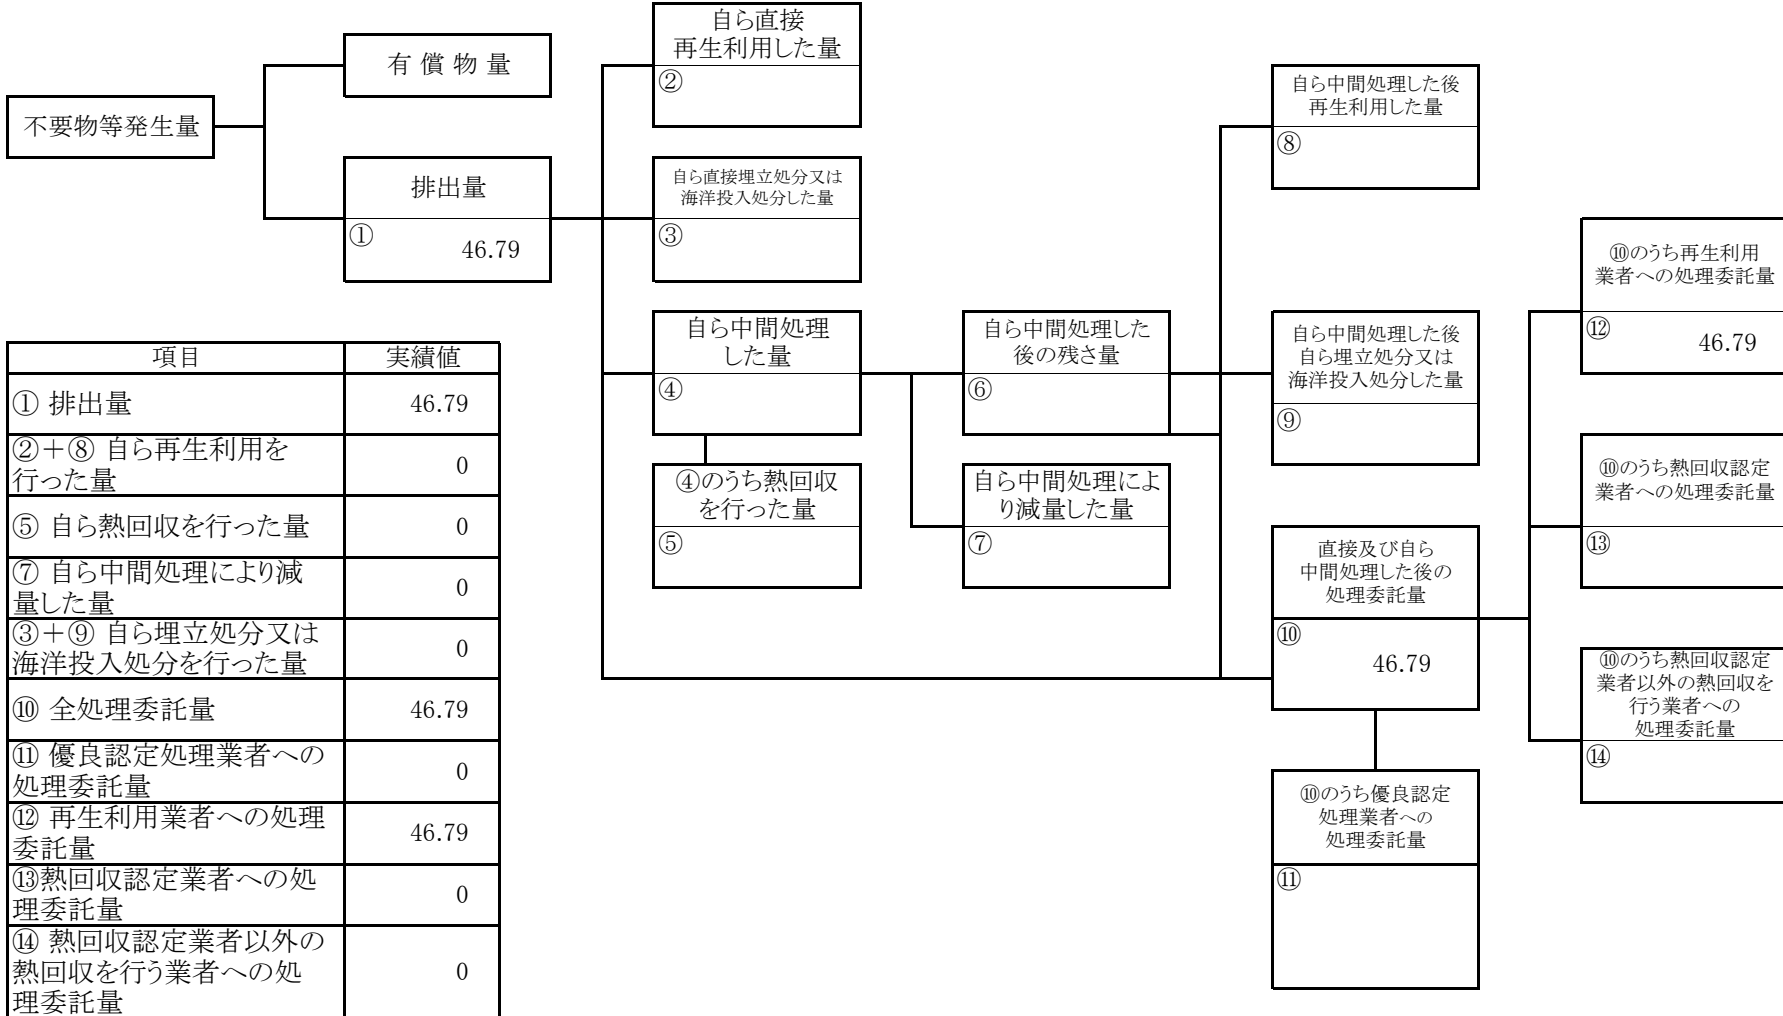 自ら直接
再生利用した量
②
有 償 物 量
不要物等発生量
排出量
①
46.79
自ら直接埋立処分又は
海洋投入処分した量
③
自ら中間処理した後
再生利用した量
⑧
⑩のうち再生利用
業者への処理委託量
⑫
46.79
自ら中間処理
した量
④
自ら中間処理した
後の残さ量
⑥
自ら中間処理した後
自ら埋立処分又は
海洋投入処分した量
⑨
④のうち熱回収
を行った量
⑤
自ら中間処理によ
り減量した量
⑦
⑩のうち熱回収認定
業者への処理委託量
⑬
直接及び自ら
中間処理した後の
処理委託量
⑩
46.79
⑩のうち熱回収認定
業者以外の熱回収を
行う業者への
処理委託量
⑭
⑩のうち優良認定
処理業者への
処理委託量
⑪
項目 実績値
① 排出量 46.79
②＋⑧ 自ら再生利用を
行った量 0
⑤ 自ら熱回収を行った量 0
⑦ 自ら中間処理により減
量した量 0
③＋⑨ 自ら埋立処分又は
海洋投入処分を行った量 0
⑩ 全処理委託量 46.79
⑪ 優良認定処理業者への
処理委託量 0
⑫ 再生利用業者への処理
委託量 46.79
⑬熱回収認定業者への処
理委託量 0
⑭ 熱回収認定業者以外の
熱回収を行う業者への処
理委託量 0